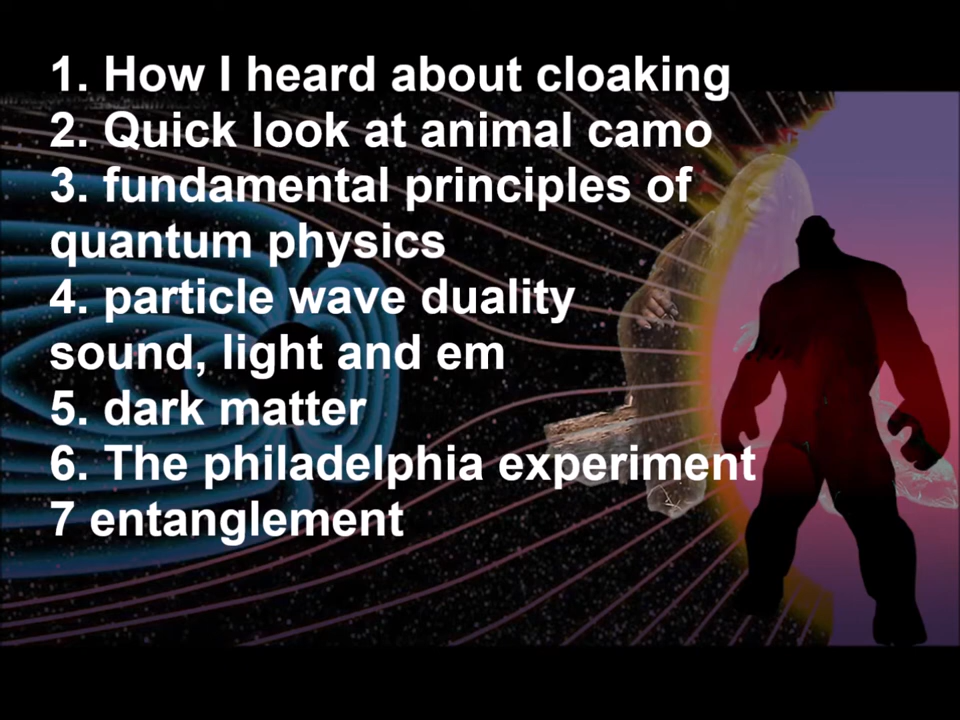 1. How I heard about cloaking
2. Quick look at animal camo
3. fundamental principles of
quantum physics
4. particle wave duality
sound, light and em
5. dark matter
6. The philadelphia experiment
7 entanglement